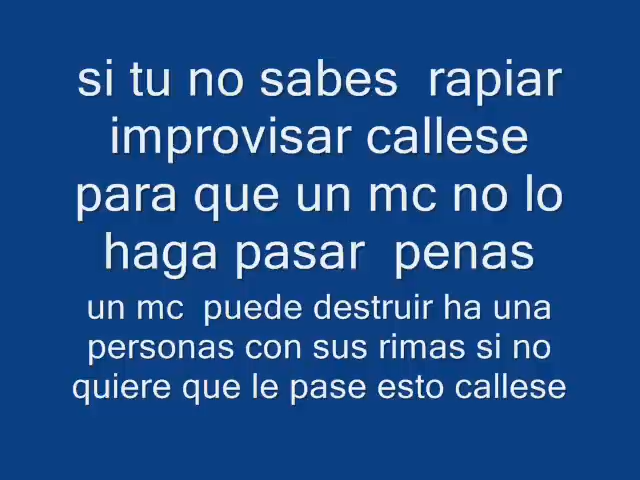 si tu no sabes  rapiar
improvisar callese
para que un mc no lo
haga pasar  penas
un mc  puede destruir ha una
personas con sus rimas si no
quiere que le pase esto callese